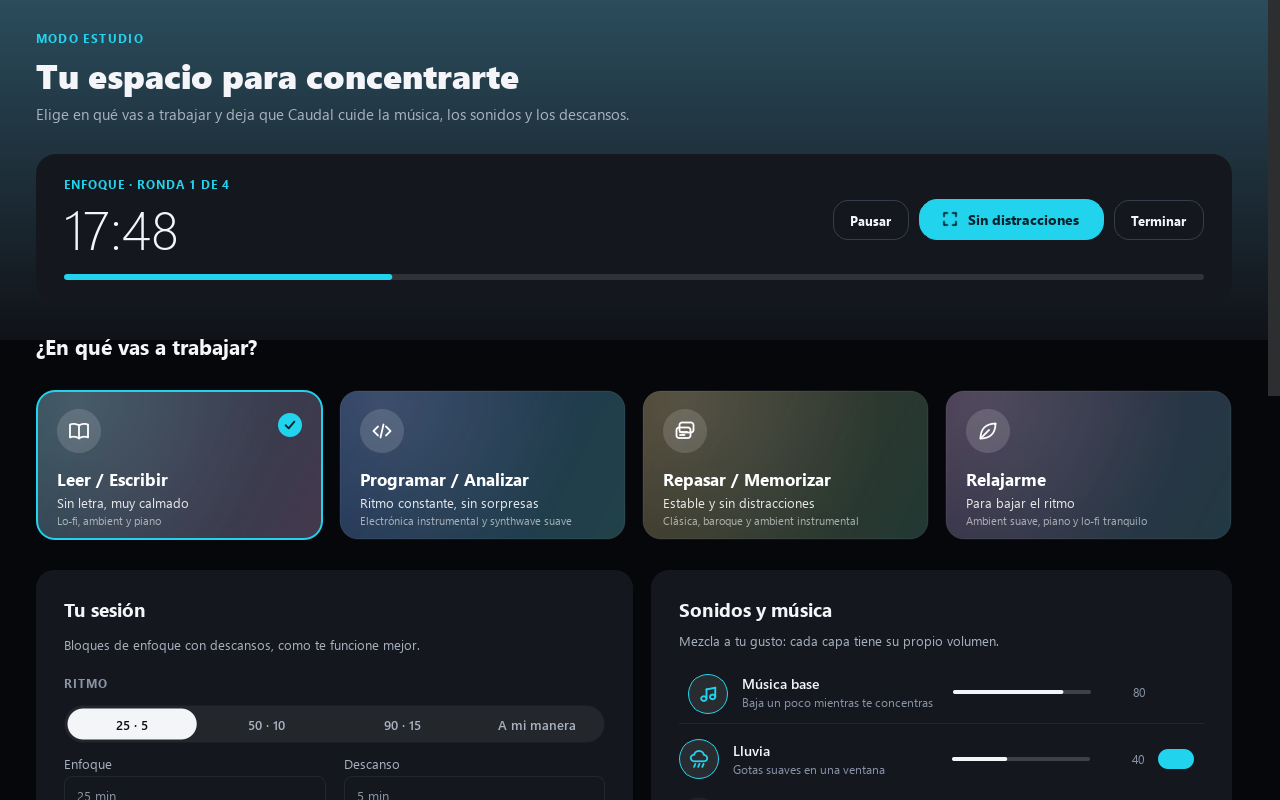 MODO ESTUDIO
Tu espacio para concentrarte
Elige en qué vas a trabajar y deja que Caudal cuide la música, los sonidos y los descansos.
ENFOQUE · RONDA 1 DE 4
17:48
Pausar
Sin distracciones
Terminar
¿En qué vas a trabajar?
Leer / Escribir
Sin letra, muy calmado
Lo-fi, ambient y piano
Programar / Analizar
Ritmo constante, sin sorpresas
Electrónica instrumental y synthwave suave
Repasar / Memorizar
Estable y sin distracciones
Clásica, baroque y ambient instrumental
Relajarme
Para bajar el ritmo
Ambient suave, piano y lo-fi tranquilo
Tu sesión
Bloques de enfoque con descansos, como te funcione mejor.
RITMO
25 · 5
50 · 10
90 · 15
A mi manera
Enfoque
Descanso
25 min
5 min
Sonidos y música
Mezcla a tu gusto: cada capa tiene su propio volumen.
Música base
Baja un poco mientras te concentras
80
Lluvia
Gotas suaves en una ventana
40